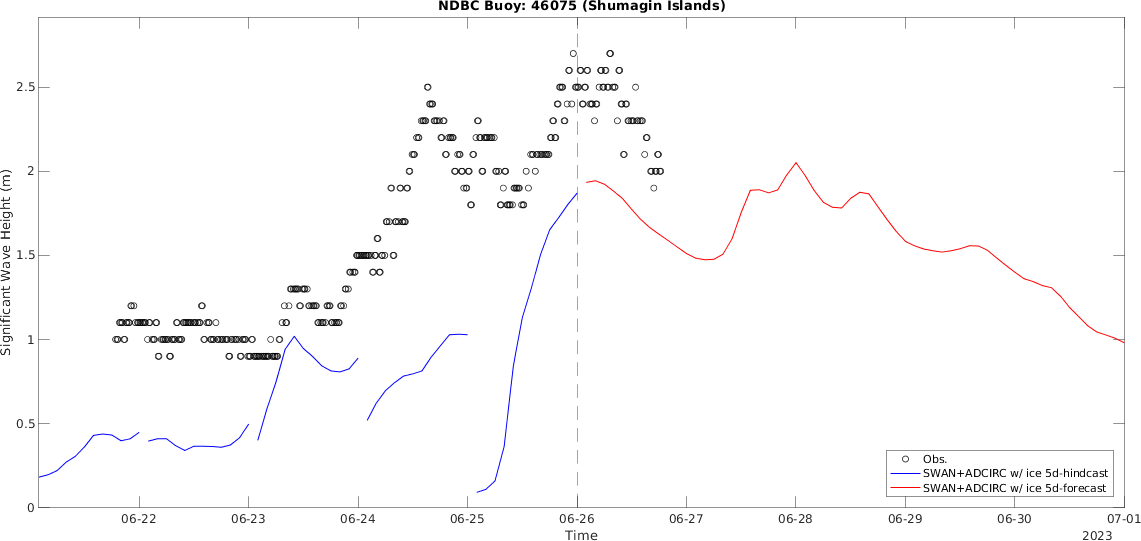 NDBC Buoy: 46075 (Shumagin Islands)
Significant Wave Height (m)
2.5
2
1.5
1
0.5
0
06-22 06-23 06-24 06-25 06-26 06-27 06-28 06-29 06-30 07-01
Time
2023
Obs.
SWAN+ADCIRC w/ ice 5d-hindcast
SWAN+ADCIRC w/ ice 5d-forecast